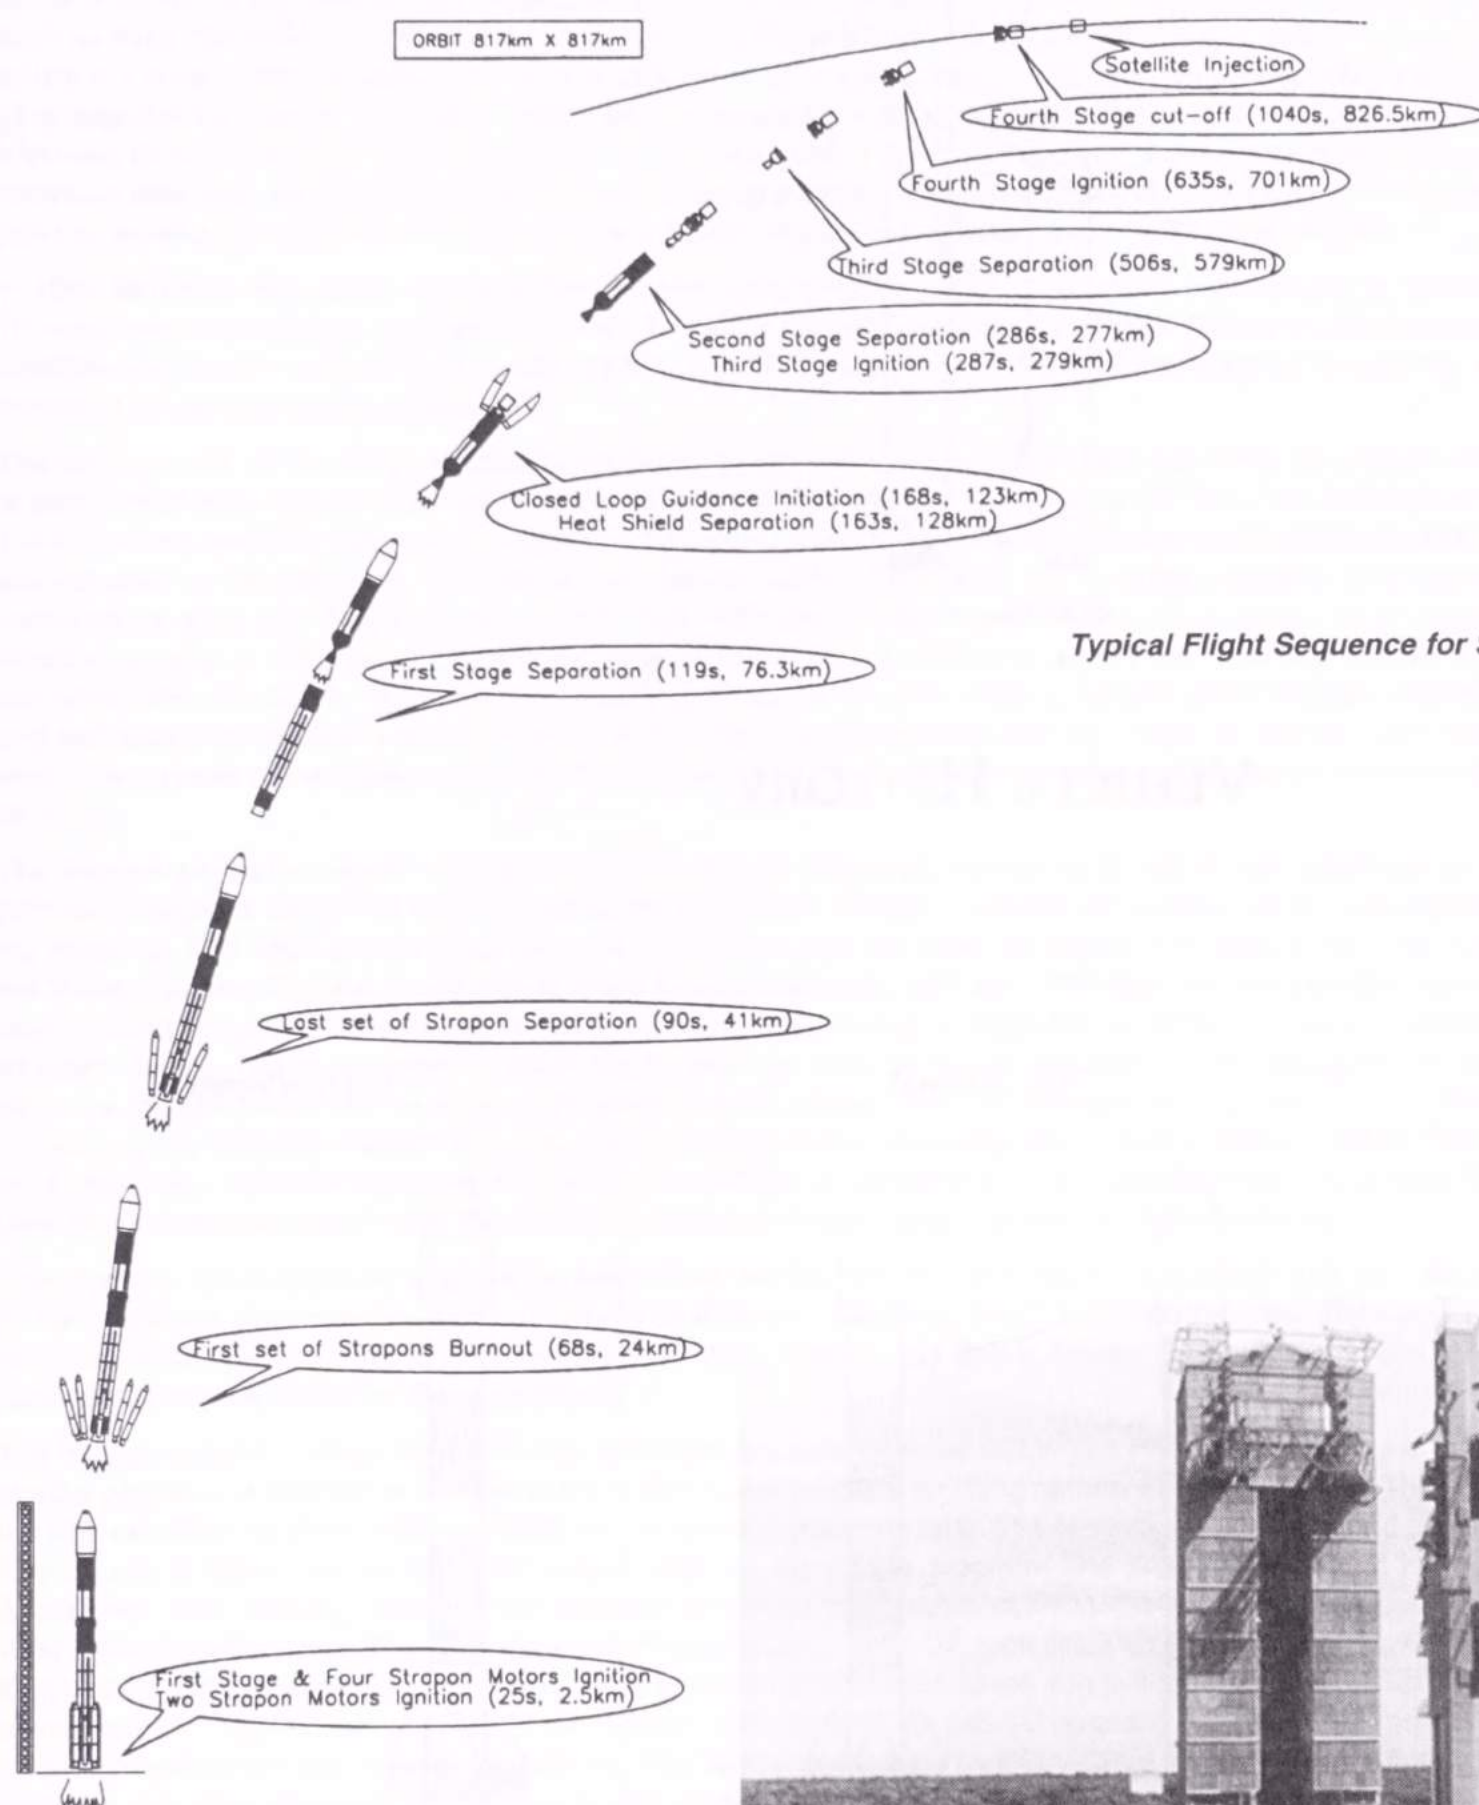 ORBIT 817km X 817km
Satellite Injection
Fourth Stage cut-off (1040s, 826.5km)
Fourth Stage Ignition (635s, 701km)
Third Stage Separation (506s, 579km)
Second Stage Separation (286s, 277km)
Third Stage Ignition (287s, 279km)
Closed Loop Guidance Initiation (168s, 123km)
Heat Shield Separation (163s, 128km)
Typical Flight Sequence for
First Stage Separation (119s, 76.3km)
Last set of Strapon Separation (90s, 41km)
First set of Strapons Burnout (68s, 24km)
First Stage & Four Strapon Motors Ignition
Two Strapon Motors Ignition (25s, 2.5km)